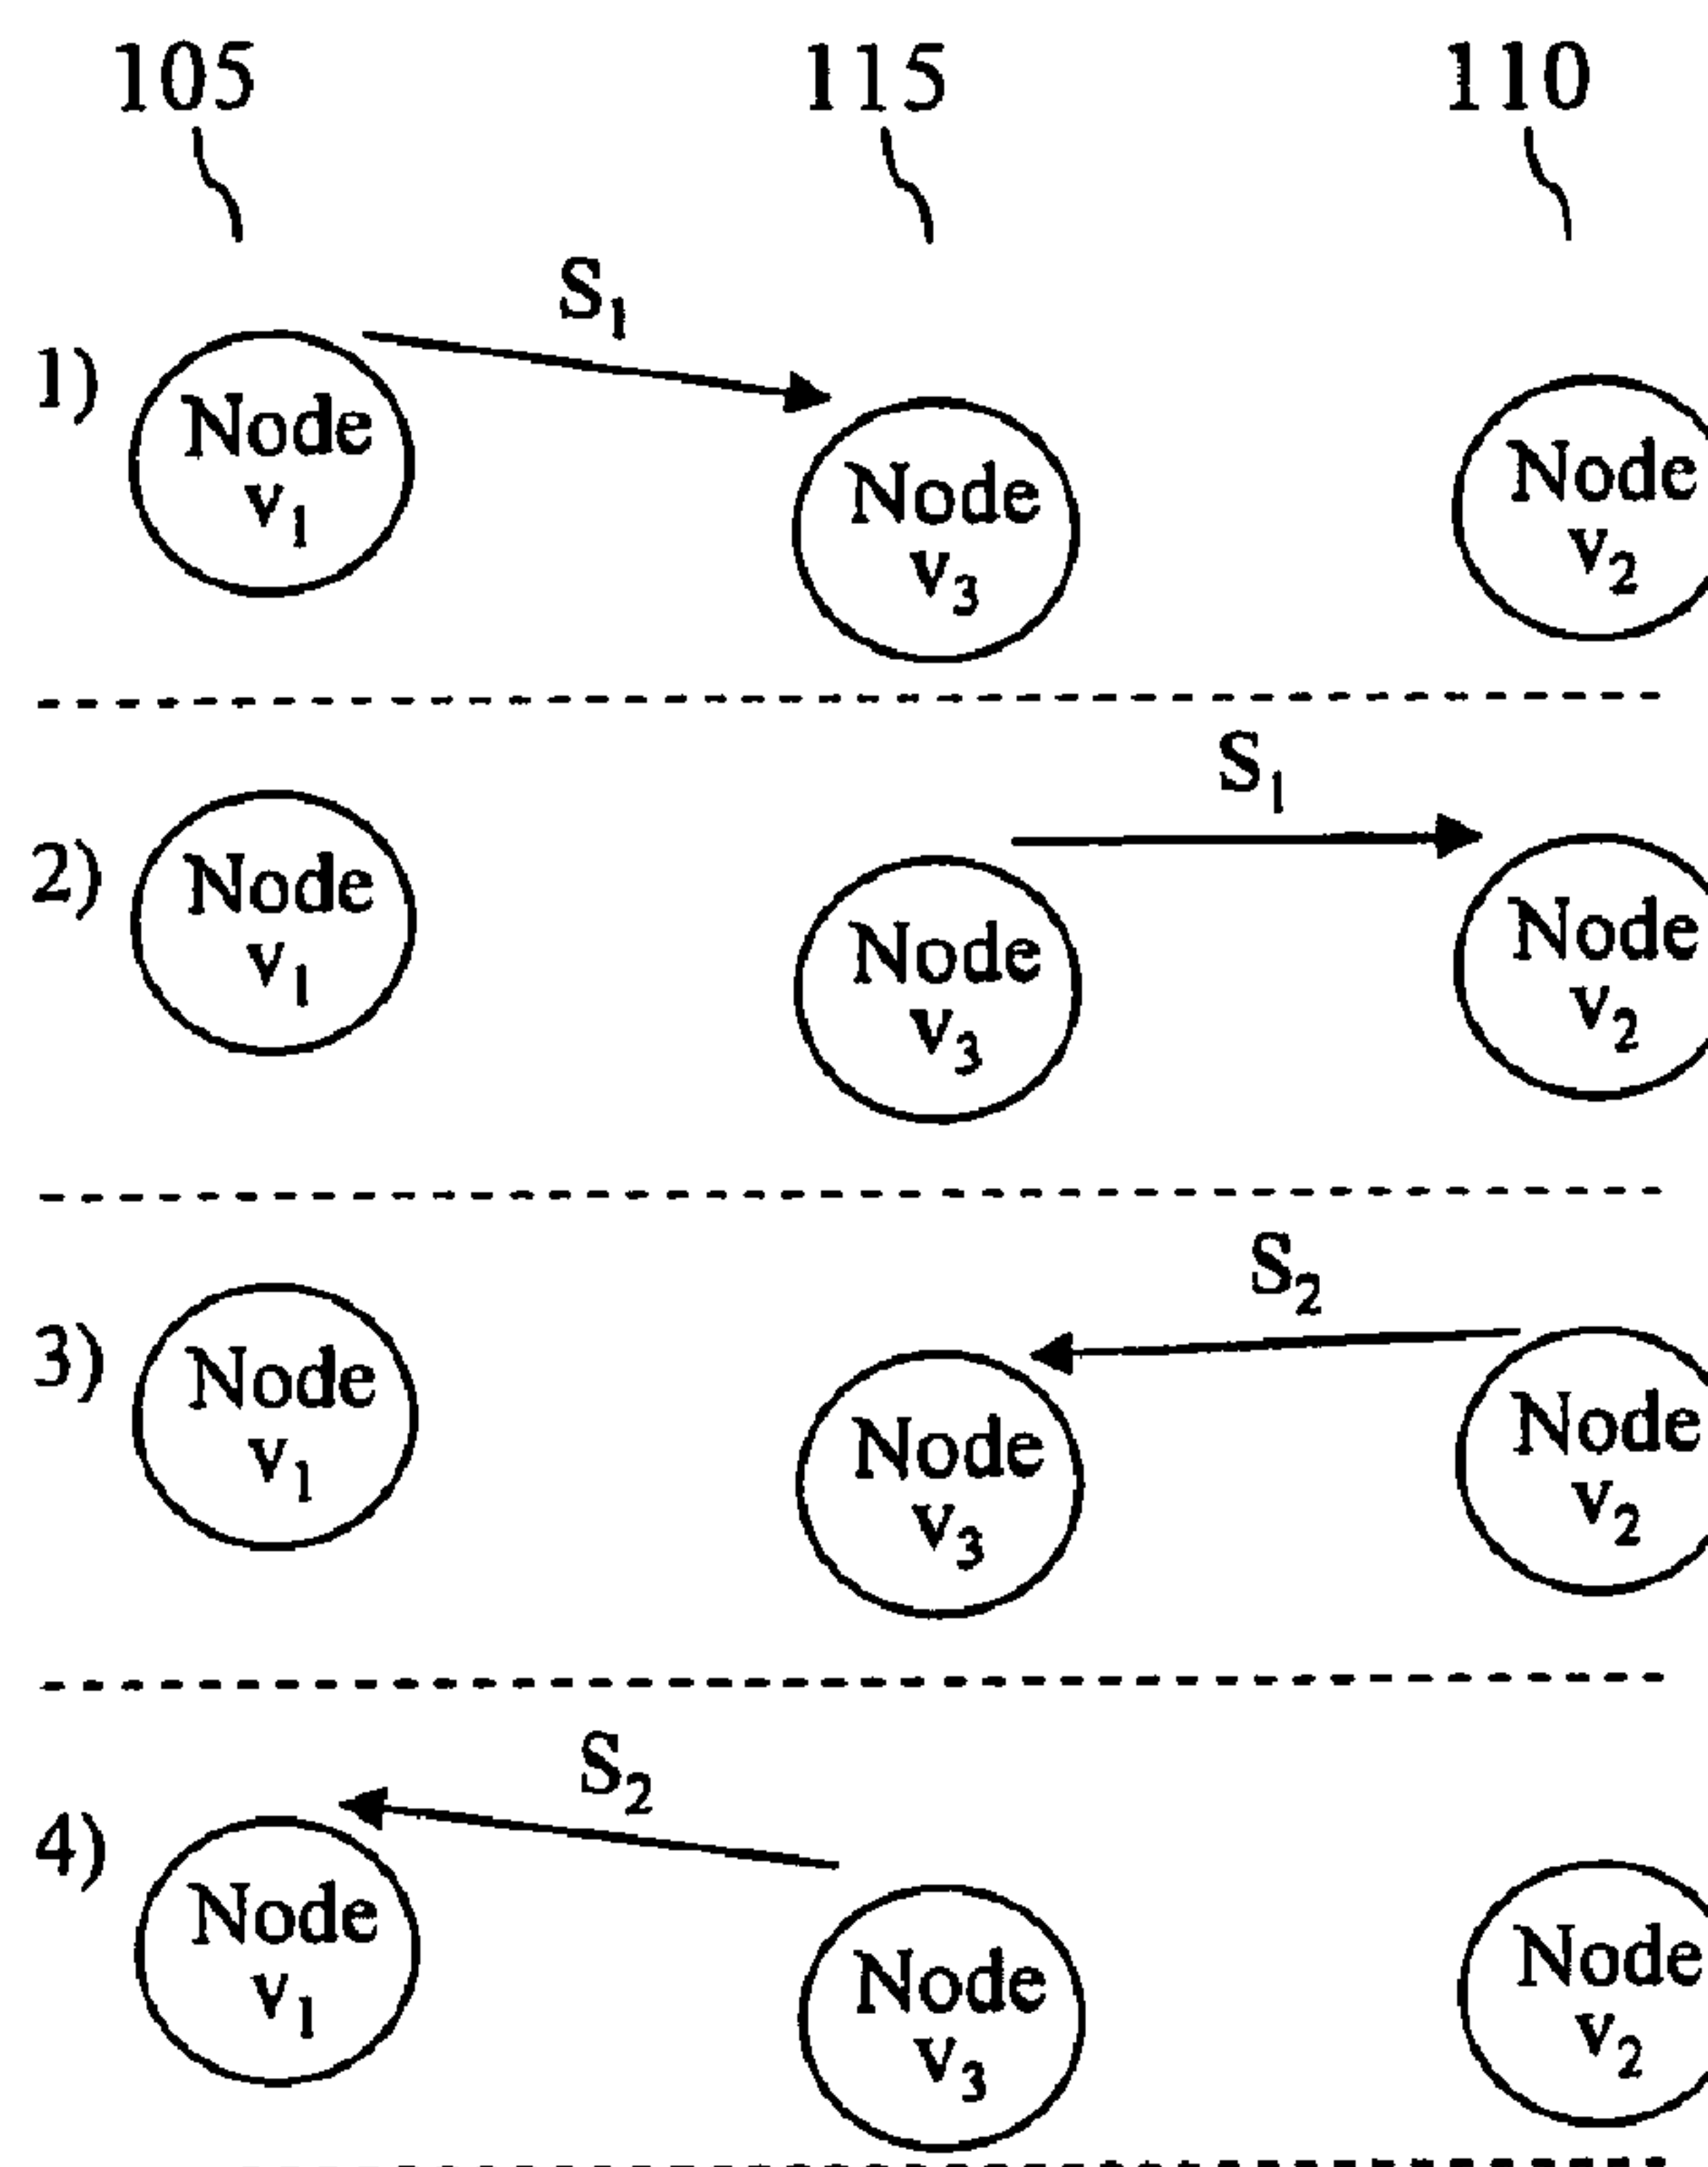 105 115 110
S₁
1) Node v₁ Node v₃ Node v₂
S₁
2) Node v₁ Node v₃ Node v₂
S₂
3) Node v₁ Node v₃ Node v₂
S₂
4) Node v₁ Node v₃ Node v₂